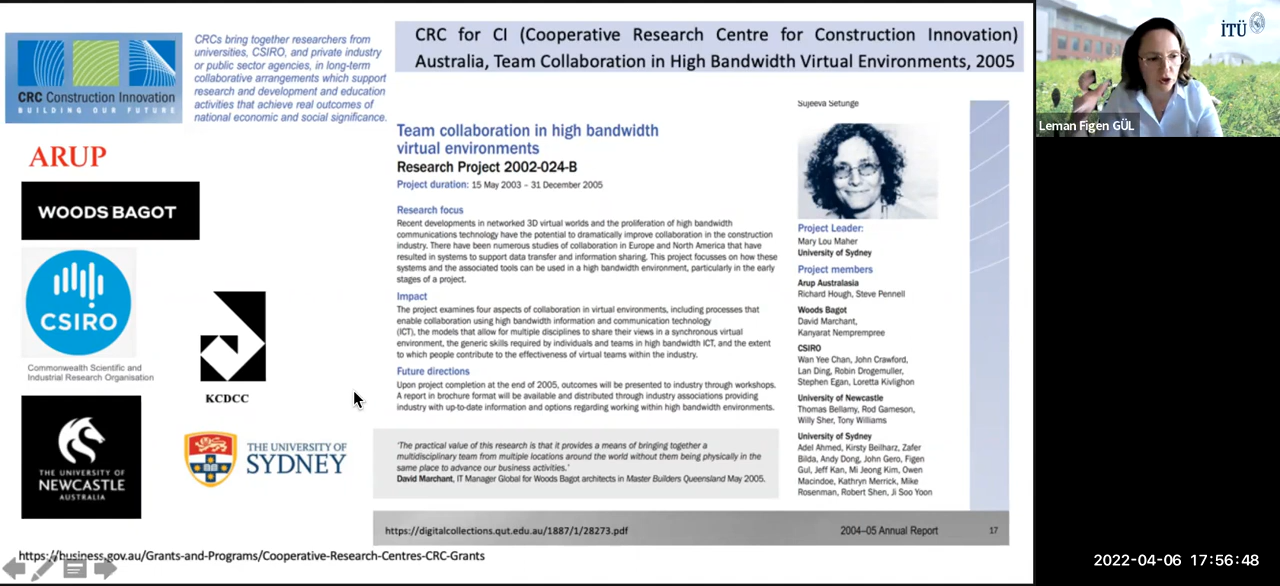 CRC Construction Innovation
BUILDING OUR FUTURE
CRCs bring together researchers from
universities, CSIRO, and private industry
or public sector agencies, in long-term
collaborative arrangements which support
research and development and education
activities that achieve real outcomes of
national economic and social significance.
CRC for CI (Cooperative Research Centre for Construction Innovation)
Australia, Team Collaboration in High Bandwidth Virtual Environments, 2005
ARUP
WOODS BAGOT
CSIRO
Commonwealth Scientific and
Industrial Research Organisation
KCDCC
THE UNIVERSITY OF
NEWCASTLE
AUSTRALIA
THE UNIVERSITY OF
SYDNEY
Team collaboration in high bandwidth
virtual environments
Research Project 2002-024-B
Project duration: 15 May 2003 – 31 December 2005
Research focus
Recent developments in networked 3D virtual worlds and the proliferation of high bandwidth
communications technology have the potential to dramatically improve collaboration in the construction
industry. There have been numerous studies of collaboration in Europe and North America that have
resulted in systems to support data transfer and information sharing. This project focusses on how these
systems and the associated tools can be used in a high bandwidth environment, particularly in the early
stages of a project.
Impact
The project examines four aspects of collaboration in virtual environments, including processes that
enable collaboration using high bandwidth information and communication technology
(ICT), the models that allow for multiple disciplines to share their views in a synchronous virtual
environment, the generic skills required by individuals and teams in high bandwidth ICT, and the extent
to which people contribute to the effectiveness of virtual teams within the industry.
Future directions
Upon project completion at the end of 2005, outcomes will be presented to industry through workshops.
A report in brochure format will be available and distributed through industry associations providing
industry with up-to-date information and options regarding working within high bandwidth environments.
'The practical value of this research is that it provides a means of bringing together a
multidisciplinary team from multiple locations around the world without them being physically in the
same place to advance our business activities.'
David Marchant, IT Manager Global for Woods Bagot architects in Master Builders Queensland May 2005.
Sujeeva Setunge
Project Leader:
Mary Lou Maher
University of Sydney
Project members
Arup Australasia
Richard Hough, Steve Pennell
Woods Bagot
David Marchant,
Kanyarat Nemprempree
CSIRO
Wan Yee Chan, John Crawford,
Lan Ding, Robin Drogemuller,
Stephen Egan, Loretta Kivlighon
University of Newcastle
Thomas Bellamy, Rod Gameson,
Willy Sher, Tony Williams
University of Sydney
Adel Ahmed, Kirsty Beilharz, Zafer
Bilda, Andy Dong, John Gero, Figen
Gul, Jeff Kan, Mi Jeong Kim, Owen
Macindoe, Kathryn Merrick, Mike
Rosenman, Robert Shen, Ji Soo Yoon
https://digitalcollections.qut.edu.au/1887/1/28273.pdf
2004–05 Annual Report
17
https://business.gov.au/Grants-and-Programs/Cooperative-Research-Centres-CRC-Grants
İTÜ
Leman Figen GÜL
2022-04-06 17:56:48